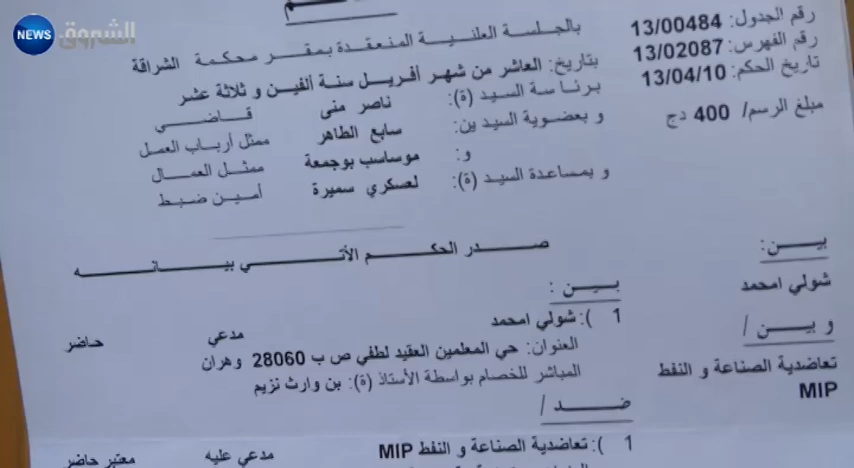 NEWS الشروق
ـكـــم
رقم الجدول: 13/00484
رقم الفهرس: 13/02087
تاريخ الحكم: 13/04/10
مبلغ الرسم/ 400 دج
بالجلسة العلنية المنعقدة بمقر محكمة الشراقة
بتاريخ: العاشر من شهر أفريل سنة ألفين و ثلاثة عشر
برئاسة السيد (ة): ناصر منى قاضي
و بعضوية السيدين: سابع الطاهر ممثل أرباب العمل
و: موساسب بوجمعة ممثل العمال
و بمساعدة السيد (ة): لعسكري سميرة أمين ضبط
صدر الحكم الأتي بيانه
بين:
شولي امحمد
و بين /
تعاضدية الصناعة و النفط
MIP
بين:
1 ): شولي امحمد مدعي حاضر
العنوان: حي المعلمين العقيد لطفي ص ب 28060 وهران
المباشر للخصام بواسطة الأستاذ (ة): بن وارث نزيم
ضد /
1 ): تعاضدية الصناعة و النفط MIP مدعي عليه معتبر حاضر